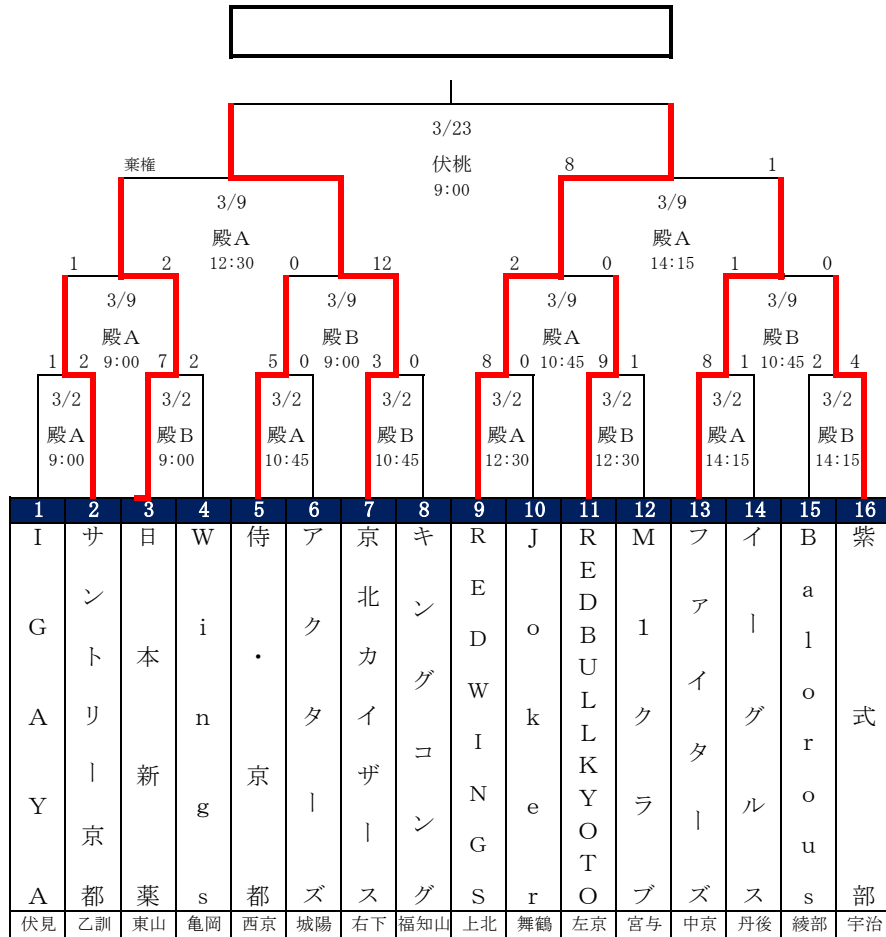 3/23
棄権 伏桃 8 1
9:00
3/9 3/9
殿A 殿A
1 2 12:30 0 12 2 0 14:15 1 0
3/9 3/9 3/9 3/9
殿A 殿B 殿A 殿B
1 2 9:00 7 2 5 0 9:00 3 0 8 0 10:45 9 1 8 1 10:45 2 4
3/2 3/2 3/2 3/2 3/2 3/2 3/2 3/2
殿A 殿B 殿A 殿B 殿A 殿B 殿A 殿B
9:00 9:00 10:45 10:45 12:30 12:30 14:15 14:15
1 2 3 4 5 6 7 8 9 10 11 12 13 14 15 16
IGAYA
サントリー京都
日本新薬
Wings
侍・京都
アクターズ
京北カイザース
キングコング
REDWINGS
Joker
REDBULLKYOTO
M1クラブ
ファイターズ
イーグルス
Balorous
紫式部
伏見 乙訓 東山 亀岡 西京 城陽 右下 福知山 上北 舞鶴 左京 宮与 中京 丹後 綾部 宇治